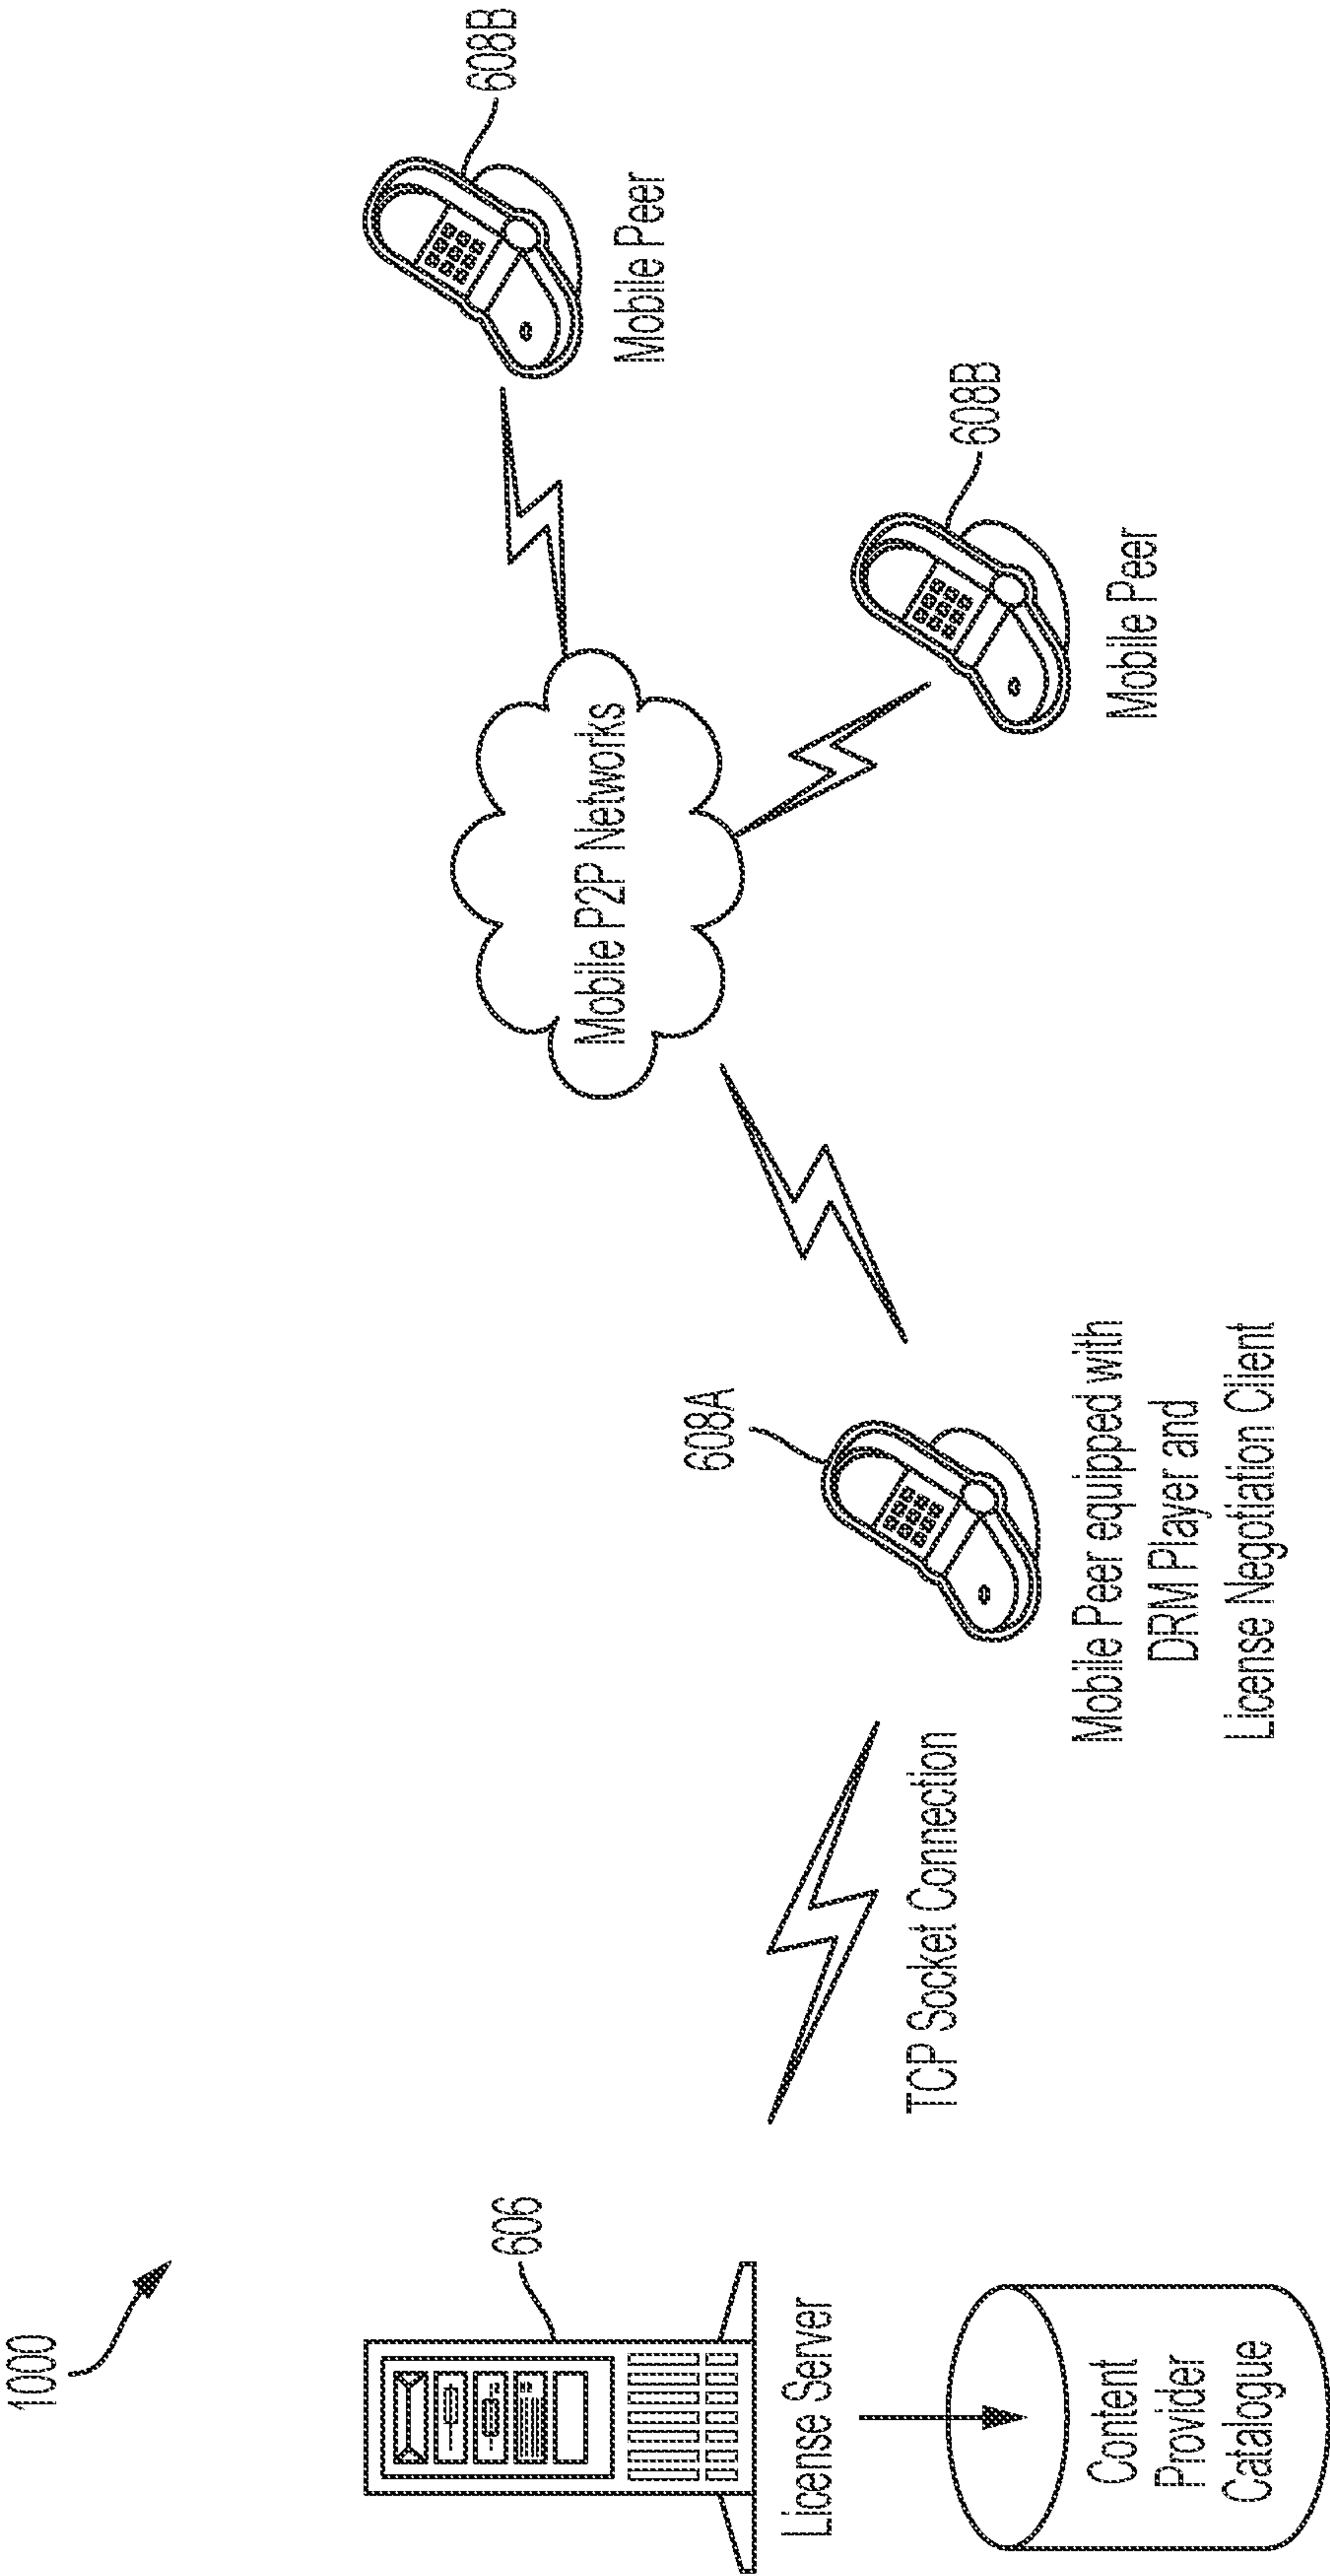 1000
606
License Server
Content
Provider
Catalogue
TCP Socket Connection
608A
Mobile Peer equipped with
DRM Player and
License Negotiation Client
Mobile P2P Networks
608B
Mobile Peer
608B
Mobile Peer